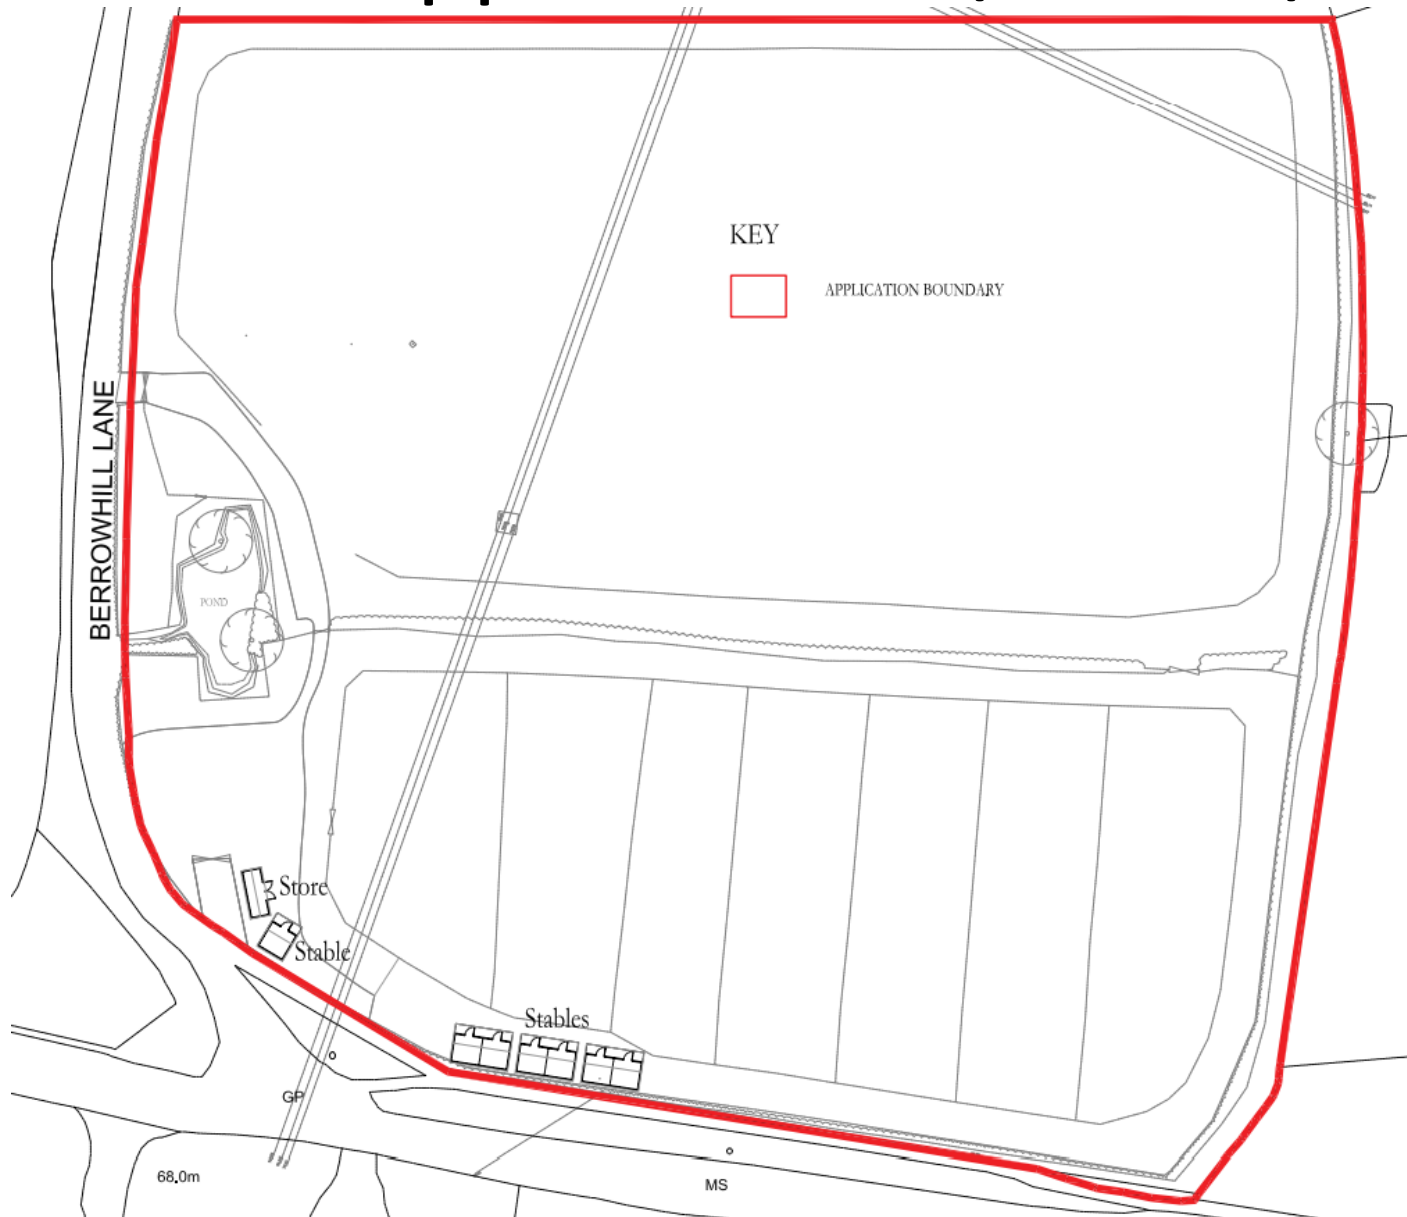 KEY
APPLICATION BOUNDARY
BERROWHILL LANE
POND
Store
Stable
Stables
GP
68.0m
MS